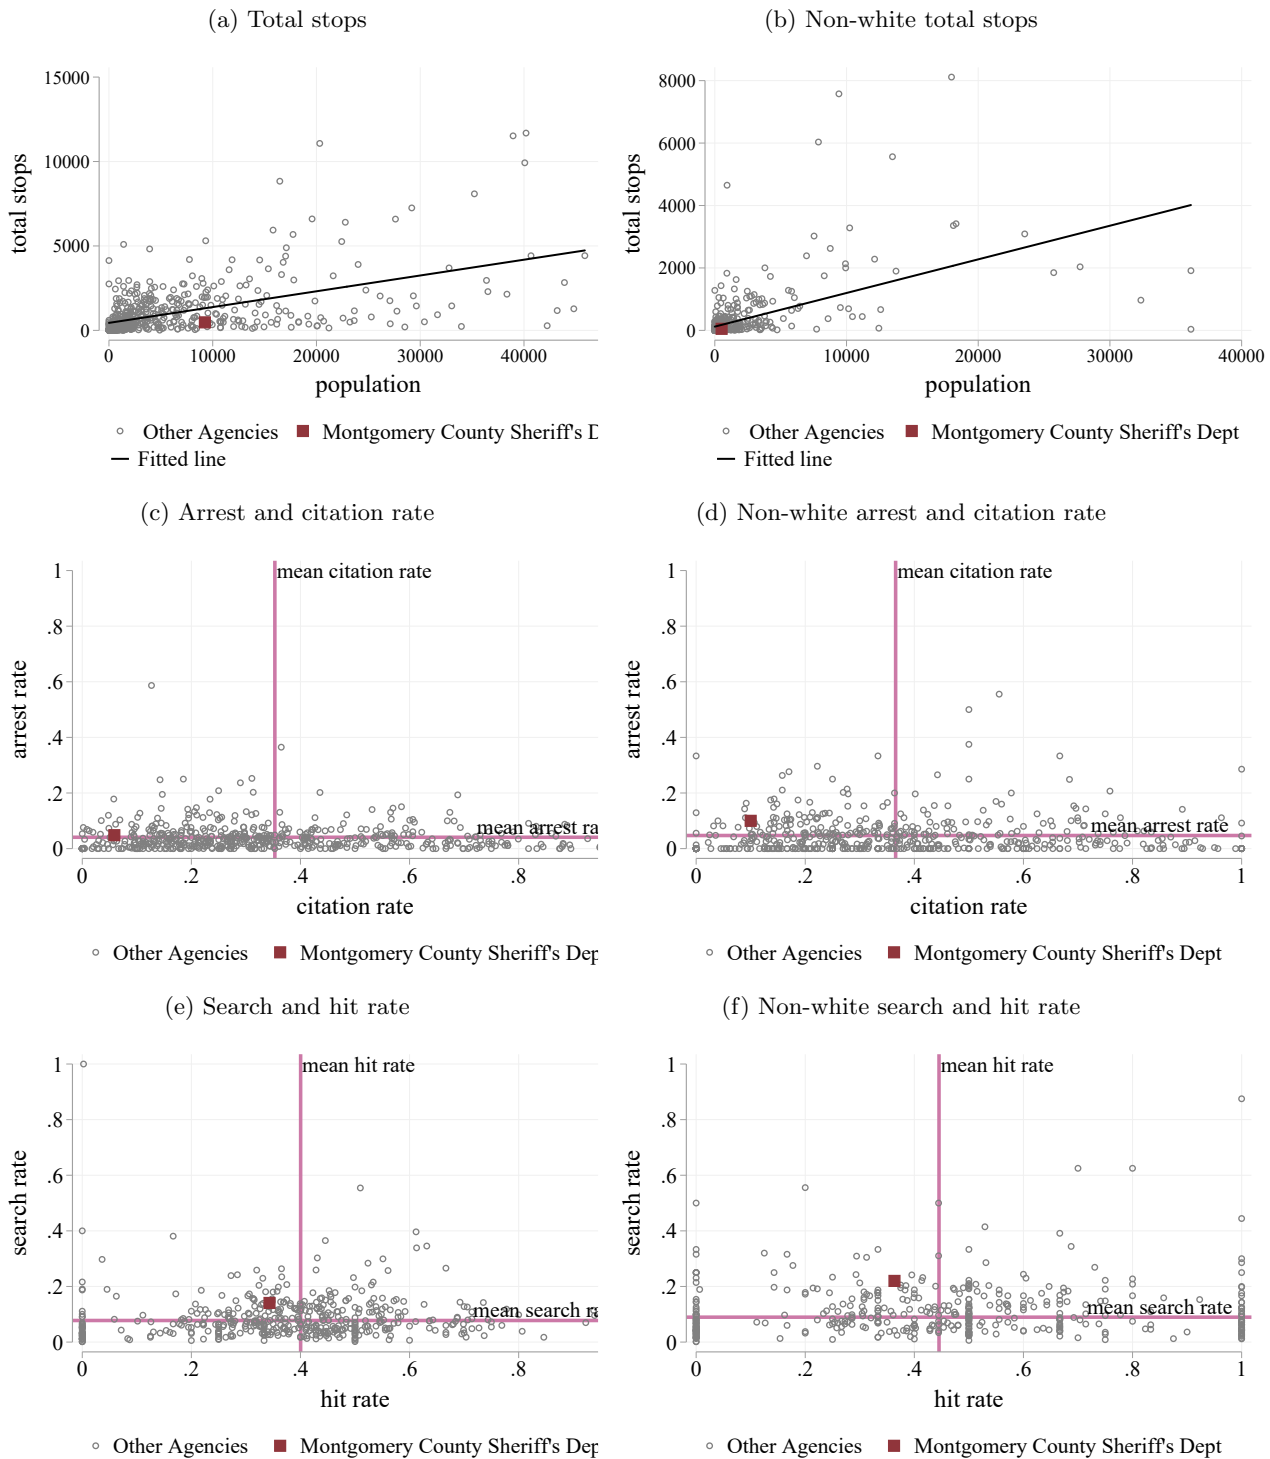 (a) Total stops
15000
10000
5000
0
total stops
0 10000 20000 30000 40000
population
Other Agencies Montgomery County Sheriff's D
Fitted line
(b) Non-white total stops
8000
6000
4000
2000
0
total stops
0 10000 20000 30000 40000
population
Other Agencies Montgomery County Sheriff's Dept
Fitted line
(c) Arrest and citation rate
mean citation rate
1
.8
.6
.4
.2
0
arrest rate
mean arrest ra
0 .2 .4 .6 .8
citation rate
Other Agencies Montgomery County Sheriff's Dep
(d) Non-white arrest and citation rate
mean citation rate
1
.8
.6
.4
.2
0
arrest rate
mean arrest rate
0 .2 .4 .6 .8 1
citation rate
Other Agencies Montgomery County Sheriff's Dept
(e) Search and hit rate
mean hit rate
1
.8
.6
.4
.2
0
search rate
mean search ra
0 .2 .4 .6 .8
hit rate
Other Agencies Montgomery County Sheriff's Dep
(f) Non-white search and hit rate
mean hit rate
1
.8
.6
.4
.2
0
search rate
mean search rate
0 .2 .4 .6 .8 1
hit rate
Other Agencies Montgomery County Sheriff's Dept